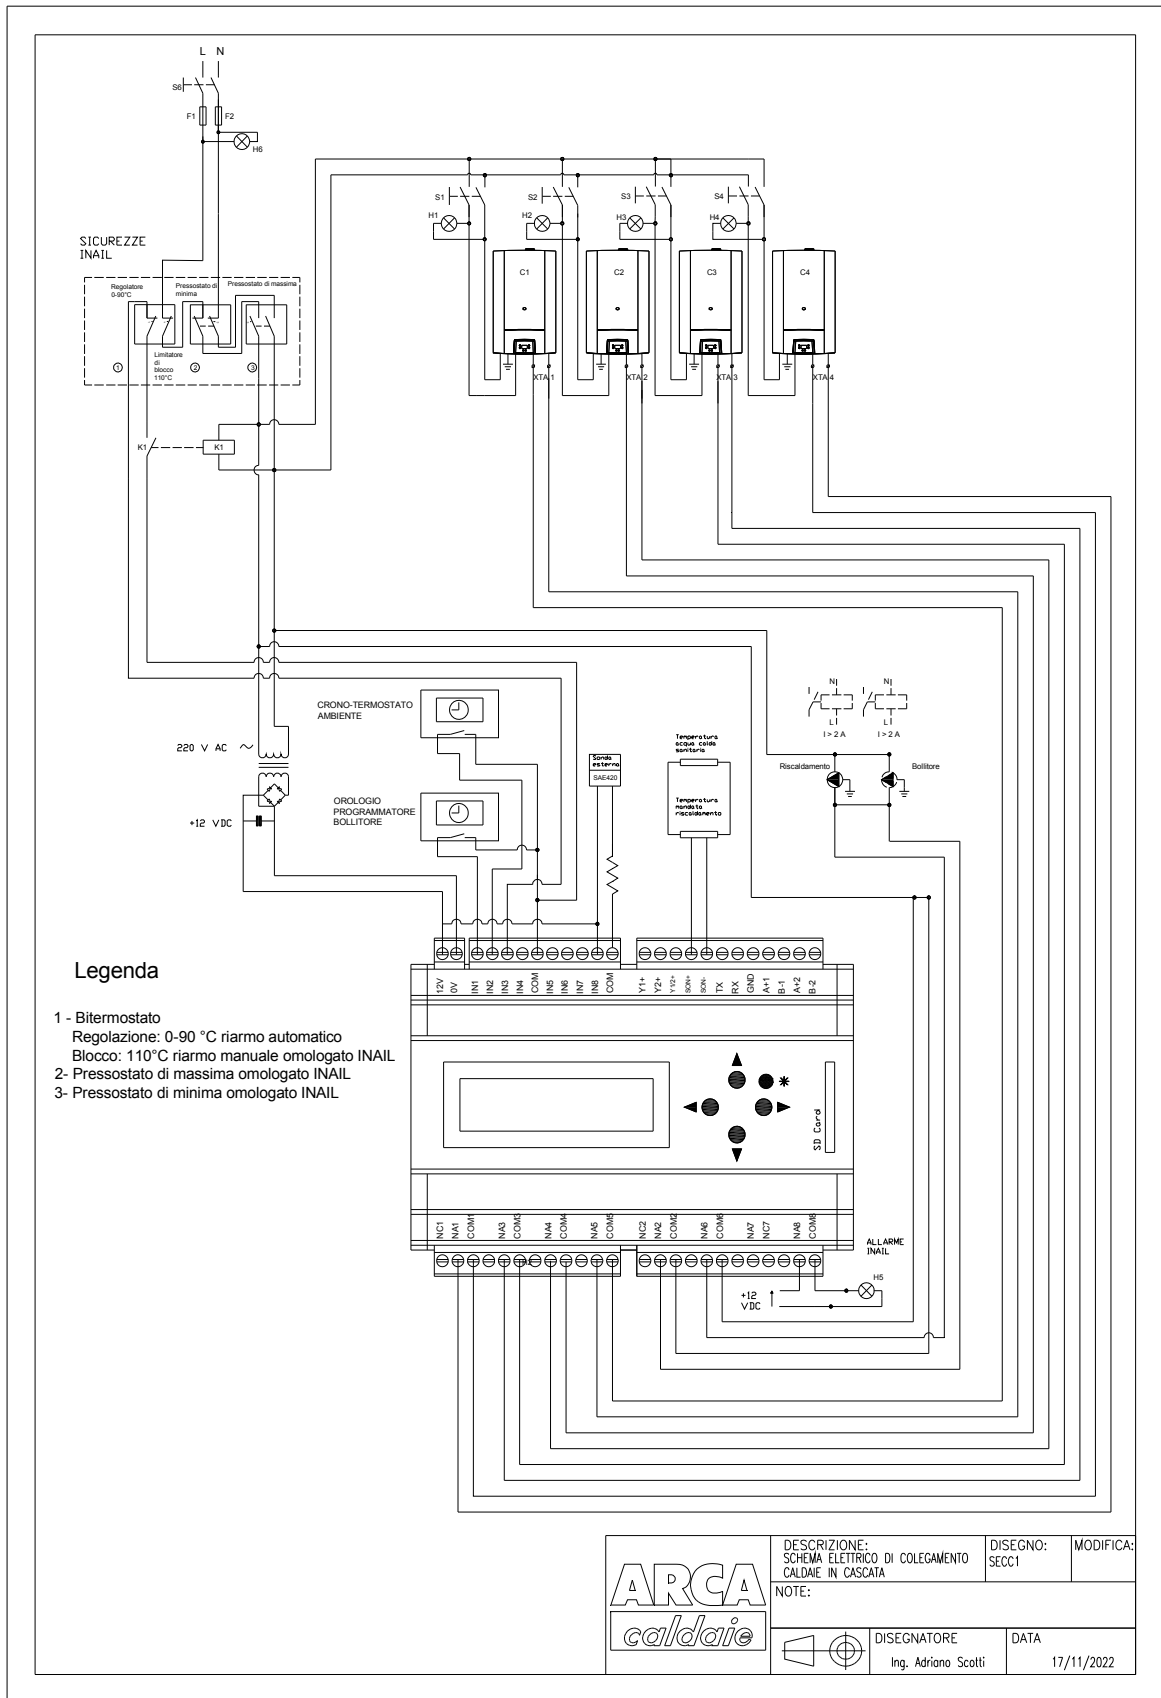 L N
S6
F1 F2
H6
S1 S2 S3 S4
H1 H2 H3 H4
SICUREZZE
INAIL
C1 C2 C3 C4
Regolatore
0-90°C
Pressostato di
minima
Pressostato di massima
Limitatore
di
blocco
110°C
1 2 3
XTA 1 XTA 2 XTA 3 XTA 4
K1 K1
CRONO-TERMOSTATO
AMBIENTE
N N
L L
I > 2 A I > 2 A
220 V AC
Temperatura
acqua calda
sanitaria
Sonda
esterna
SAE420
Riscaldamento Bollitore
OROLOGIO
PROGRAMMATORE
BOLLITORE
Temperatura
mandata
riscaldamento
+12 VDC
Legenda
1 - Bitermostato
Regolazione: 0-90 °C riarmo automatico
Blocco: 110°C riarmo manuale omologato INAIL
2- Pressostato di massima omologato INAIL
3- Pressostato di minima omologato INAIL
12V 0V IN1 IN2 IN3 IN4 COM IN5 IN6 IN7 IN8 COM Y1+ Y2+ Y12+ SON+ SON- TX RX GND A+1 B-1 A+2 B-2
SD Card
NC1 NA1 COM1 NA3 COM3 NA4 COM4 NA5 COM5 NC2 NA2 COM2 NA6 COM6 NA7 NC7 NA8 COM8
ALLARME
INAIL
H5
+12
VDC
ARCA
caldaie
DESCRIZIONE:
SCHEMA ELETTRICO DI COLEGAMENTO
CALDAIE IN CASCATA
DISEGNO:
SECC1
MODIFICA:
NOTE:
DISEGNATORE
Ing. Adriano Scotti
DATA
17/11/2022